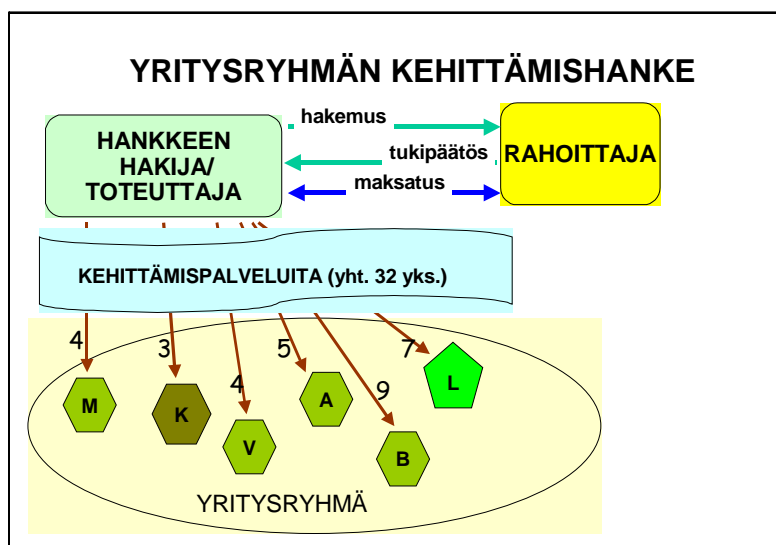 YRITYSRYHMÄN KEHITTÄMISHANKE
hakemus
HANKKEEN
HAKIJA/
TOTEUTTAJA
tukipäätös
RAHOITTAJA
maksatus
KEHITTÄMISPALVELUITA (yht. 32 yks.)
4
3
4
5
9
7
M
K
V
A
B
L
YRITYSRYHMÄ